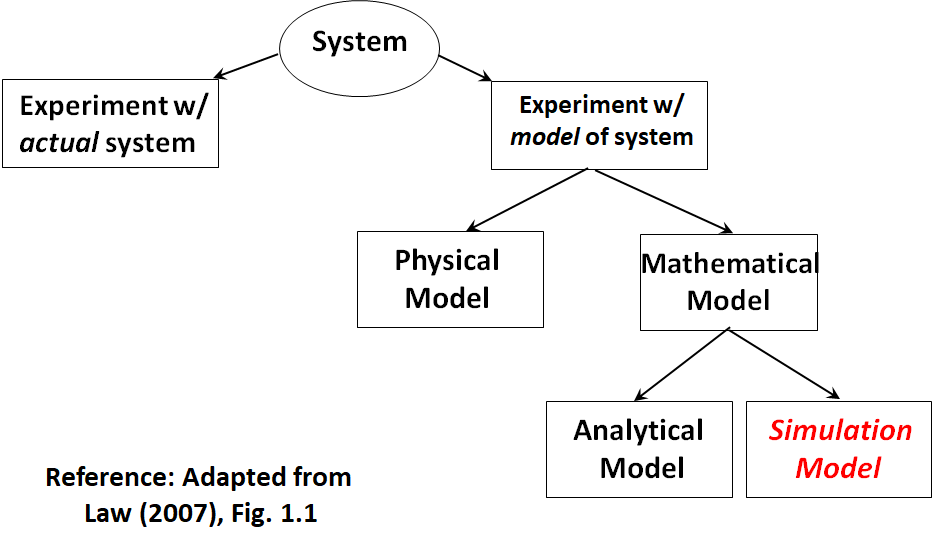 System
Experiment w/
actual system
Experiment w/
model of system
Physical
Model
Mathematical
Model
Analytical
Model
Simulation
Model
Reference: Adapted from
Law (2007), Fig. 1.1